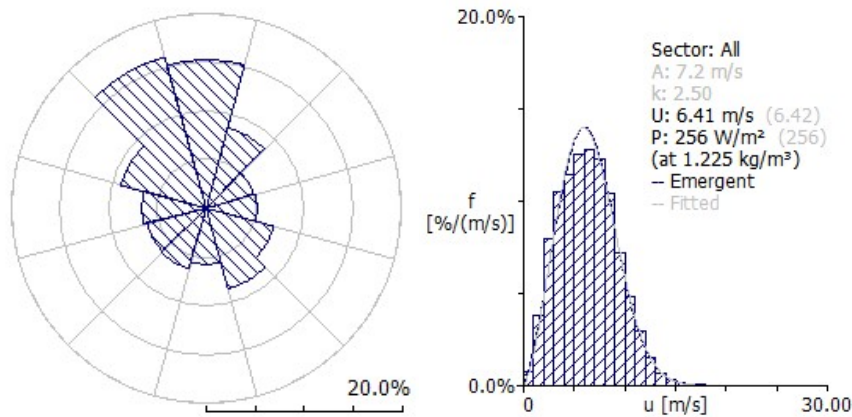 20.0%
20.0%
Sector: All
A: 7.2 m/s
k: 2.50
U: 6.41 m/s (6.42)
P: 256 W/m² (256)
(at 1.225 kg/m³)
-- Emergent
-- Fitted
f
[%/(m/s)]
0.0%
0
u [m/s]
30.00